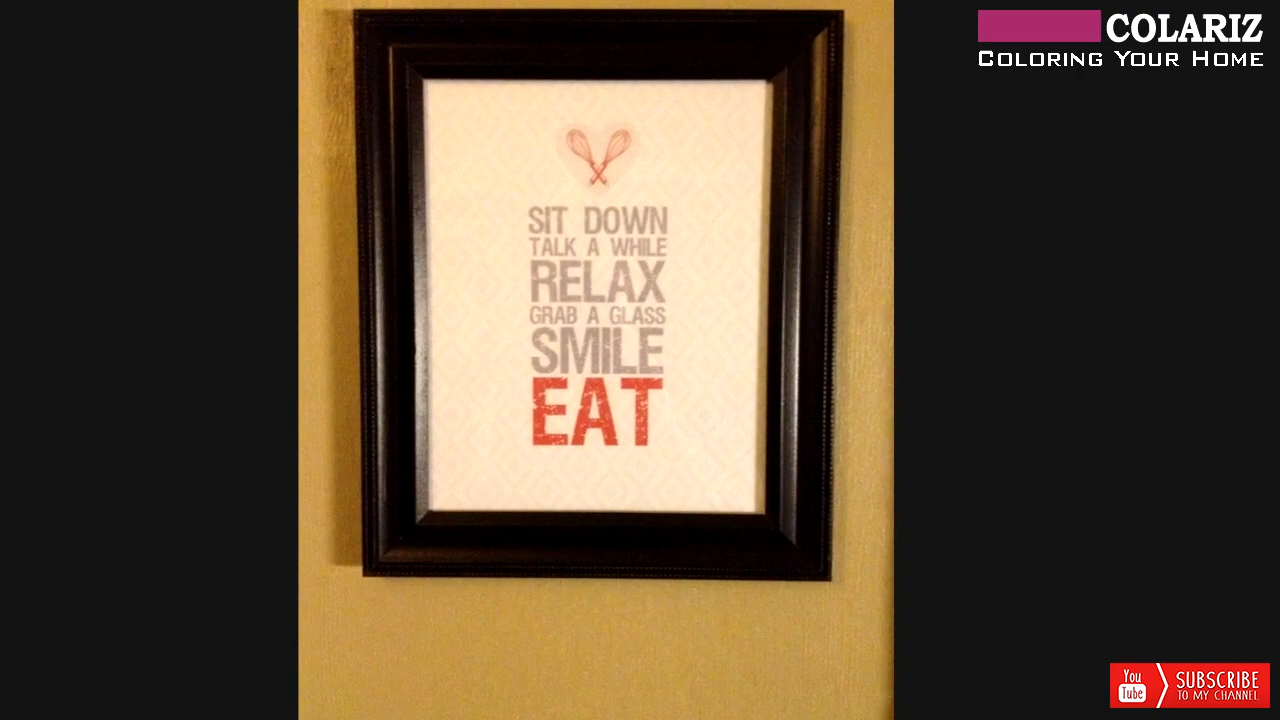 COLARIZ
COLORING YOUR HOME
SIT DOWN
TALK A WHILE
RELAX
GRAB A GLASS
SMILE
EAT
You
Tube
SUBSCRIBE
TO MY CHANNEL